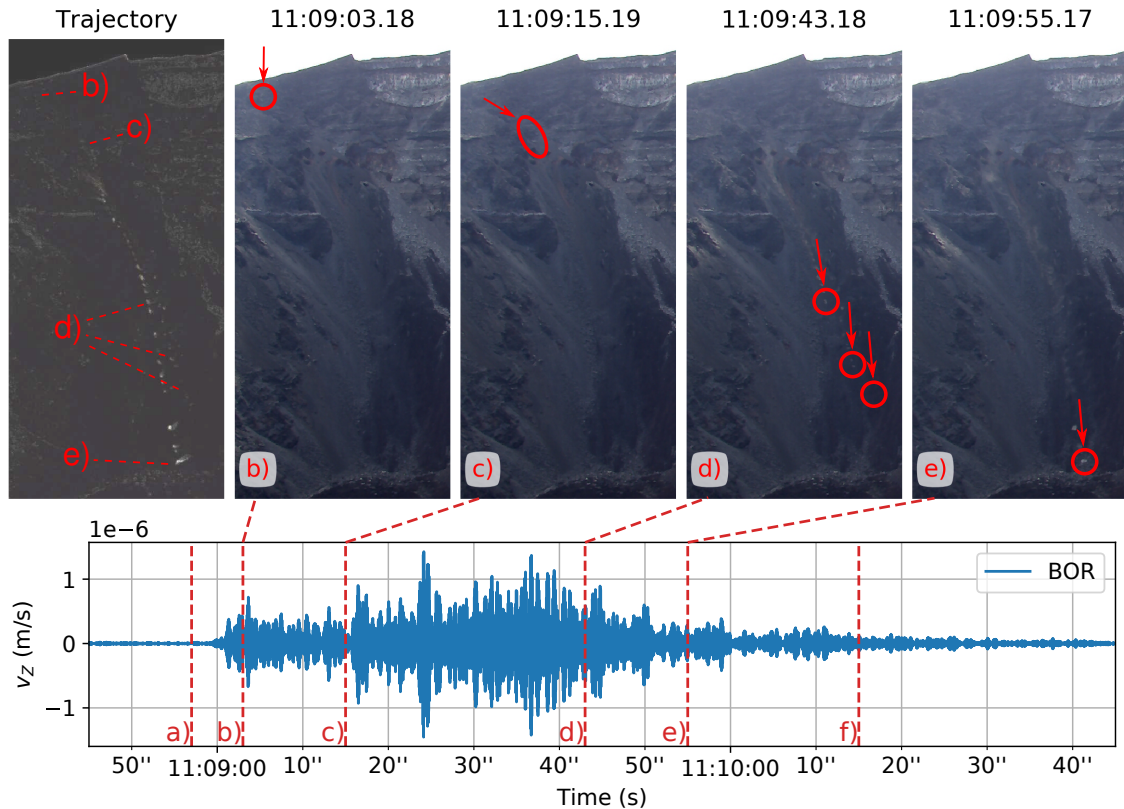 Trajectory 11:09:03.18 11:09:15.19 11:09:43.18 11:09:55.17
b)
c)
d)
e)
b) c) d) e)
1e−6
BOR
1
0
−1
v_Z (m/s)
a) b) c) d) e) f)
50'' 11:09:00 10'' 20'' 30'' 40'' 50'' 11:10:00 10'' 20'' 30'' 40''
Time (s)